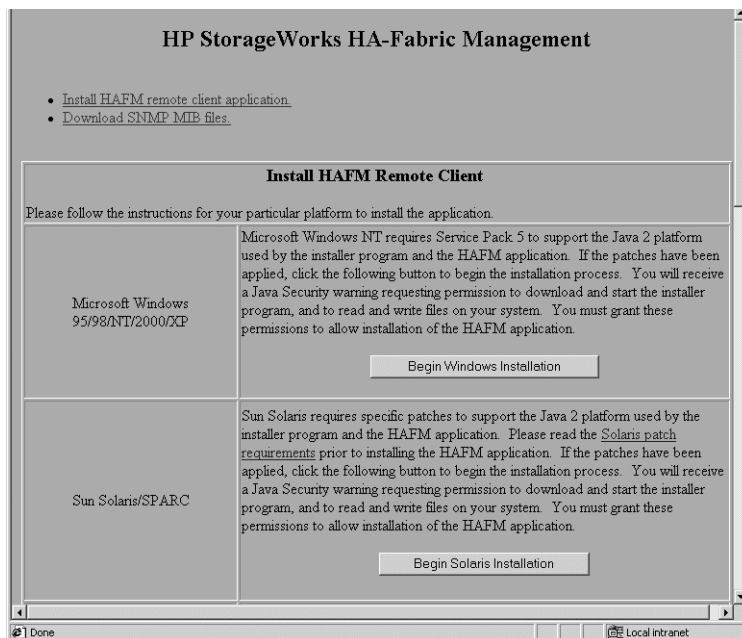 HP StorageWorks HA-Fabric Management
Install HAFM remote client application.
Download SNMP MIB files.
Install HAFM Remote Client
Please follow the instructions for your particular platform to install the application.
Microsoft Windows
95/98/NT/2000/XP
Microsoft Windows NT requires Service Pack 5 to support the Java 2 platform
used by the installer program and the HAFM application. If the patches have been
applied, click the following button to begin the installation process. You will receive
a Java Security warning requesting permission to download and start the installer
program, and to read and write files on your system. You must grant these
permissions to allow installation of the HAFM application.
Begin Windows Installation
Sun Solaris/SPARC
Sun Solaris requires specific patches to support the Java 2 platform used by the
installer program and the HAFM application. Please read the Solaris patch
requirements prior to installing the HAFM application. If the patches have been
applied, click the following button to begin the installation process. You will receive
a Java Security warning requesting permission to download and start the installer
program, and to read and write files on your system. You must grant these
permissions to allow installation of the HAFM application.
Begin Solaris Installation
Done
Local intranet